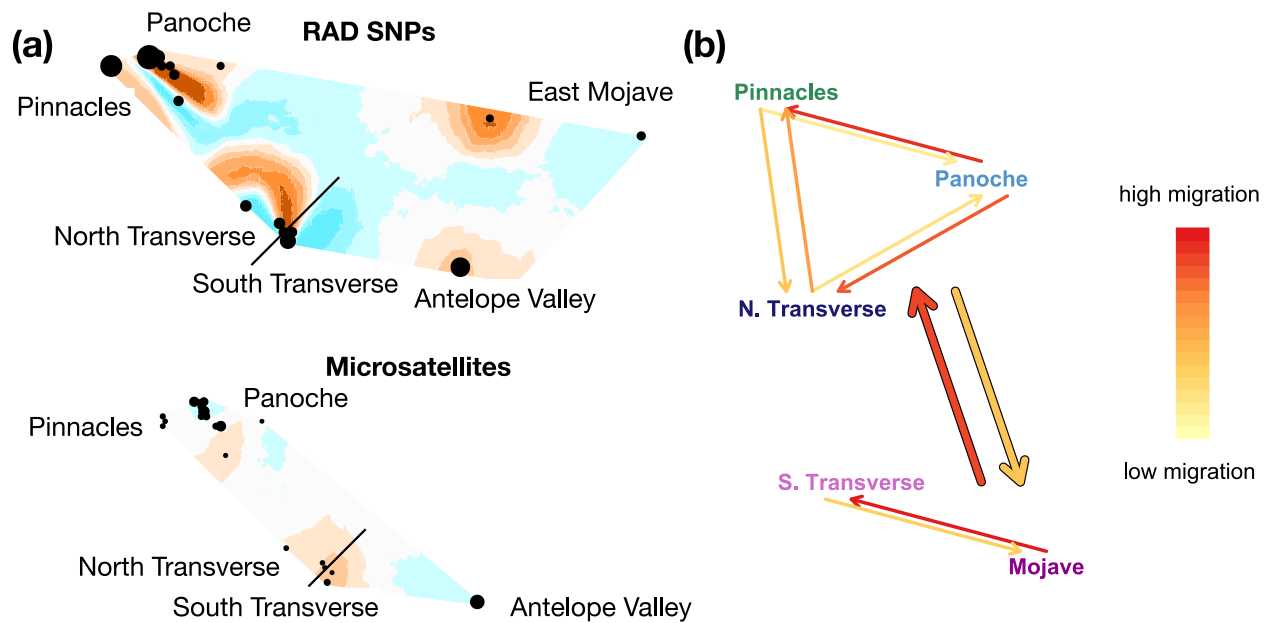 (a)
Panoche
RAD SNPs
Pinnacles
East Mojave
North Transverse
South Transverse
Antelope Valley
Microsatellites
Panoche
Pinnacles
North Transverse
South Transverse
Antelope Valley
(b)
Pinnacles
Panoche
N. Transverse
S. Transverse
Mojave
high migration
low migration